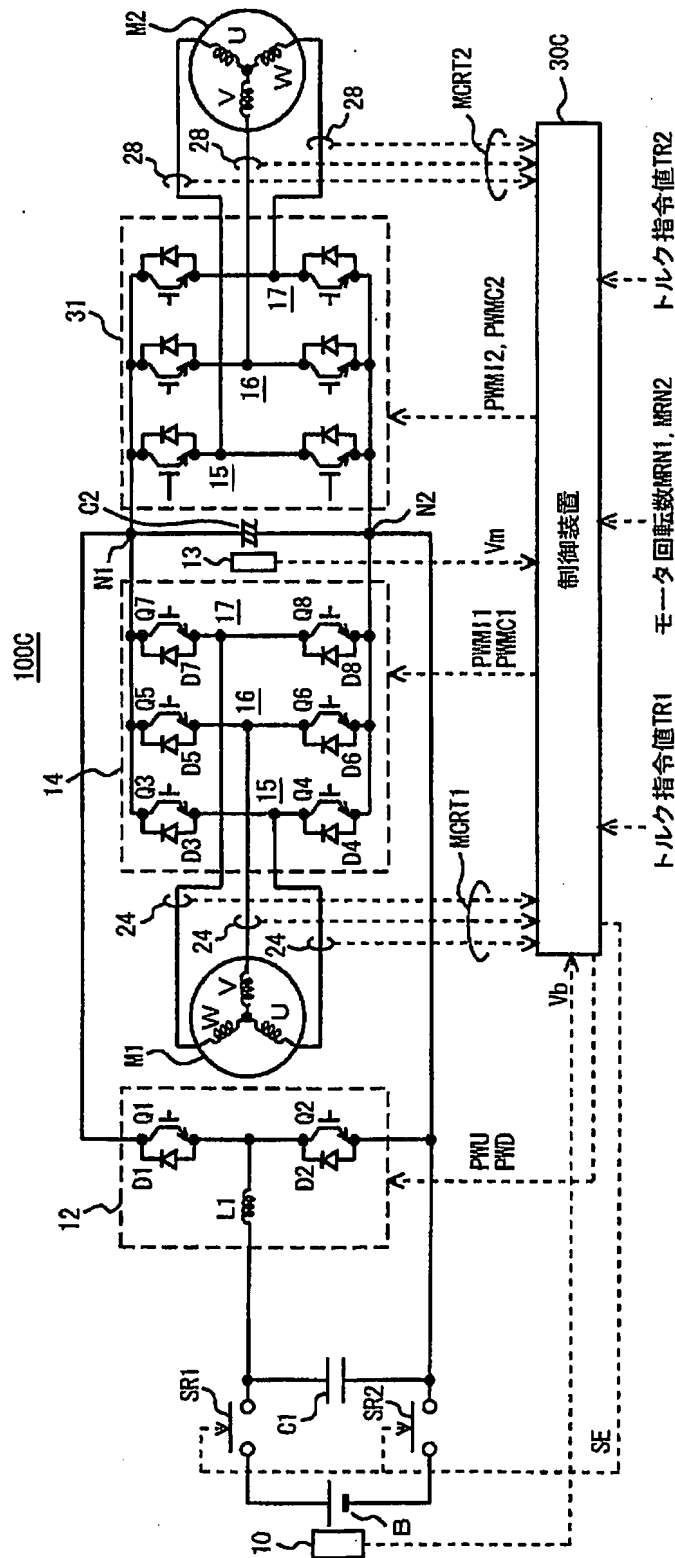 100C
12
D1
Q1
D2
Q2
L1
SR1
C1
SR2
10
B
SE
PWU
PWD
M1
W
V
U
24
24
24
MCRT1
Vb
14
Q3
Q5
Q7
D3
D5
D7
15
16
17
Q4
Q6
Q8
D4
D6
D8
PWMI1
PWMC1
N1
C2
13
N2
Vm
31
15
16
17
PWMI2, PWMC2
28
28
28
M2
U
V
W
MCRT2
30C
制御装置
トルク指令値TR1
モータ回転数MRN1, MRN2
トルク指令値TR2